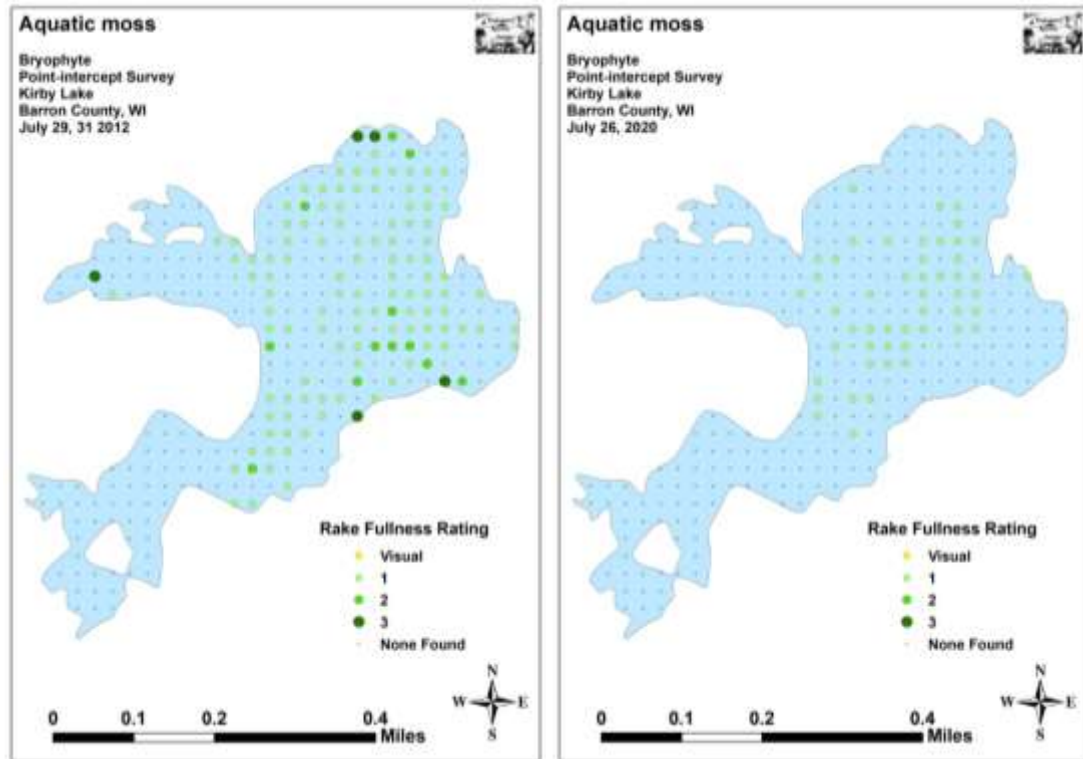 Aquatic moss
Bryophyte
Point-intercept Survey
Kirby Lake
Barron County, WI
July 29, 31 2012
Rake Fullness Rating
Visual
1
2
3
None Found
N
W E
S
0 0.1 0.2 0.4
Miles
Aquatic moss
Bryophyte
Point-intercept Survey
Kirby Lake
Barron County, WI
July 26, 2020
Rake Fullness Rating
Visual
1
2
3
None Found
N
W E
S
0 0.1 0.2 0.4
Miles